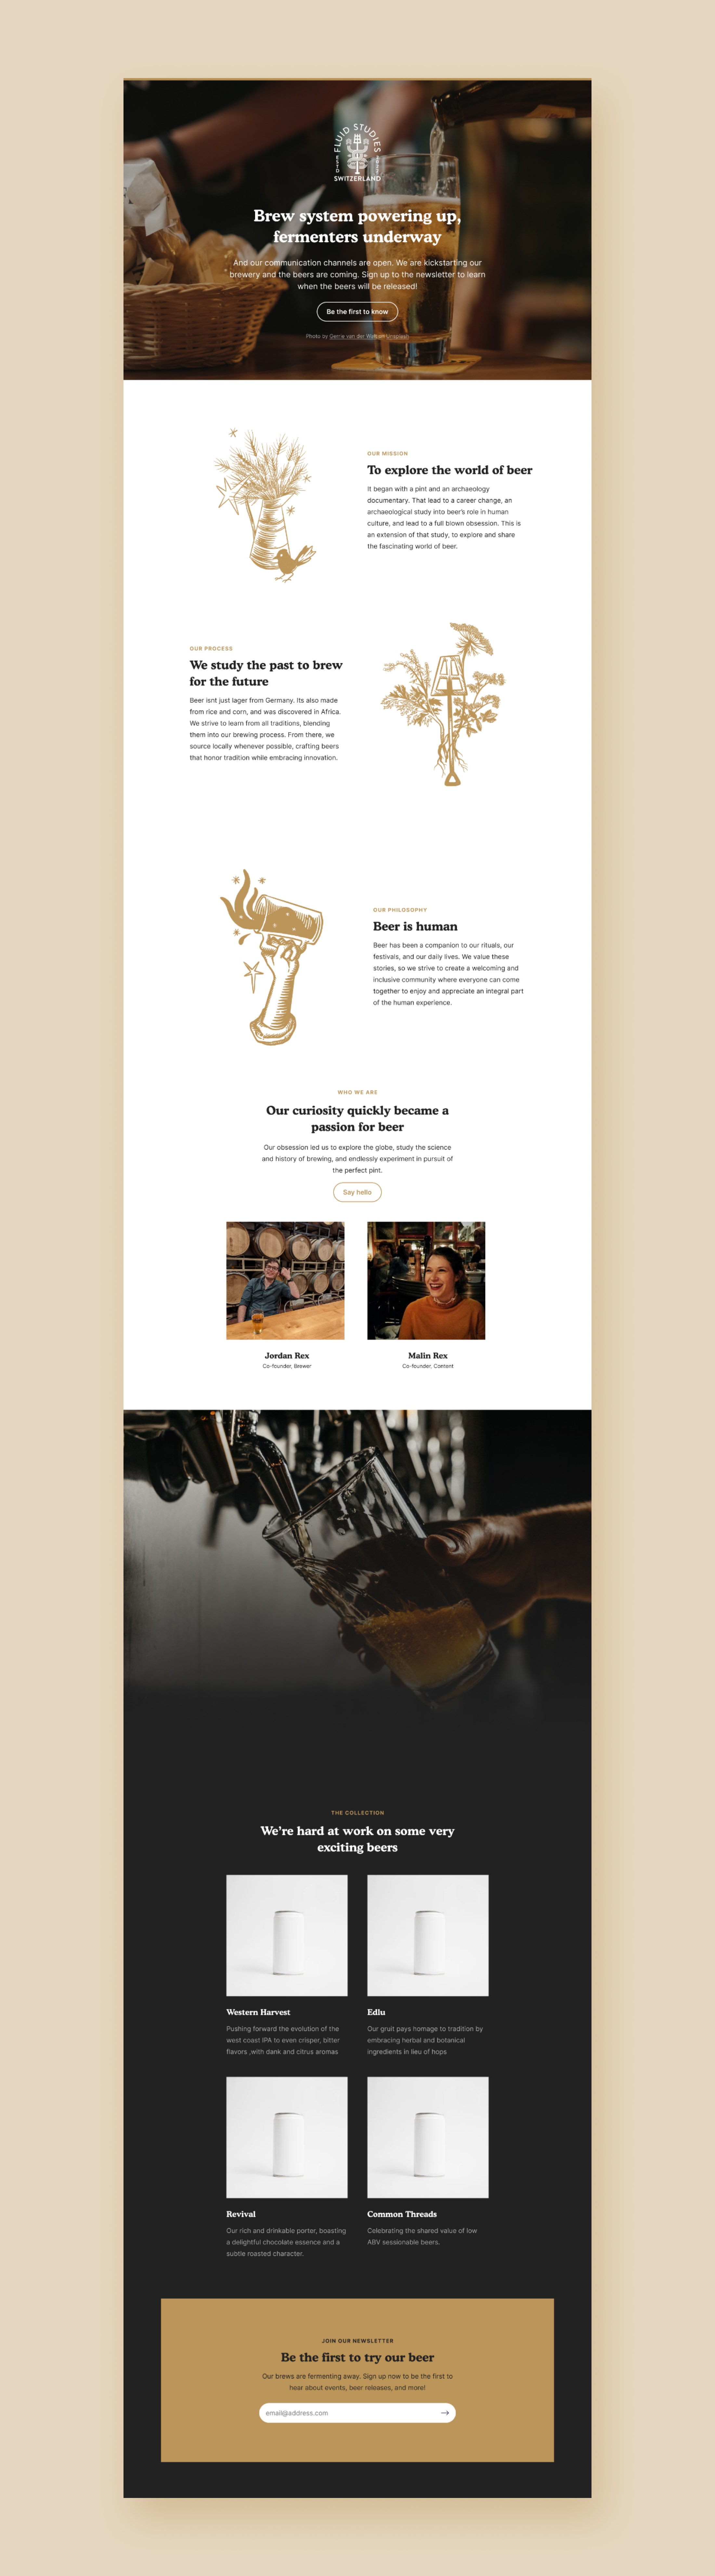 FLUID STUDIES
ESTD
SWITZERLAND
Brew system powering up,
fermenters underway
And our communication channels are open. We are kickstarting our
brewery and the beers are coming. Sign up to the newsletter to learn
when the beers will be released!
Be the first to know
Photo by Gerrie van der Walt on Unsplash
OUR MISSION
To explore the world of beer
It began with a pint and an archaeology
documentary. That lead to a career change, an
archaeological study into beer's role in human
culture, and lead to a full blown obsession. This is
an extension of that study, to explore and share
the fascinating world of beer.
OUR PROCESS
We study the past to brew
for the future
Beer isnt just lager from Germany. Its also made
from rice and corn, and was discovered in Africa.
We strive to learn from all traditions, blending
them into our brewing process. From there, we
source locally whenever possible, crafting beers
that honor tradition while embracing innovation.
OUR PHILOSOPHY
Beer is human
Beer has been a companion to our rituals, our
festivals, and our daily lives. We value these
stories, so we strive to create a welcoming and
inclusive community where everyone can come
together to enjoy and appreciate an integral part
of the human experience.
WHO WE ARE
Our curiosity quickly became a
passion for beer
Our obsession led us to explore the globe, study the science
and history of brewing, and endlessly experiment in pursuit of
the perfect pint.
Say hello
Jordan Rex
Co-founder, Brewer
Malin Rex
Co-founder, Content
THE COLLECTION
We're hard at work on some very
exciting beers
Western Harvest
Pushing forward the evolution of the
west coast IPA to even crisper, bitter
flavors ,with dank and citrus aromas
Edlu
Our gruit pays homage to tradition by
embracing herbal and botanical
ingredients in lieu of hops
Revival
Our rich and drinkable porter, boasting
a delightful chocolate essence and a
subtle roasted character.
Common Threads
Celebrating the shared value of low
ABV sessionable beers.
JOIN OUR NEWSLETTER
Be the first to try our beer
Our brews are fermenting away. Sign up now to be the first to
hear about events, beer releases, and more!
email@address.com